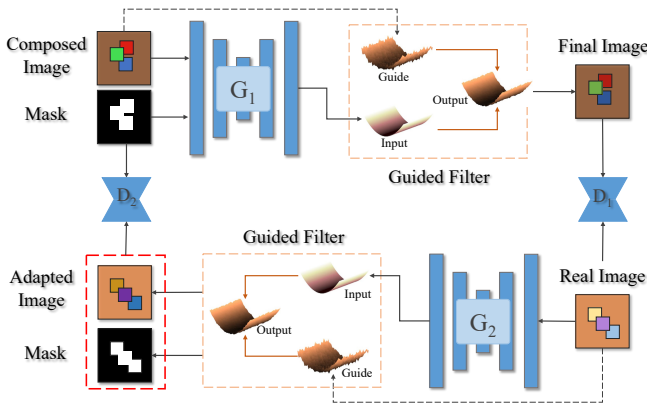 Composed
Image
Mask
G1
Guide
Input
Output
Guided Filter
Final Image
D2
D1
Guided Filter
Adapted
Image
Mask
Input
Output
Guide
G2
Real Image